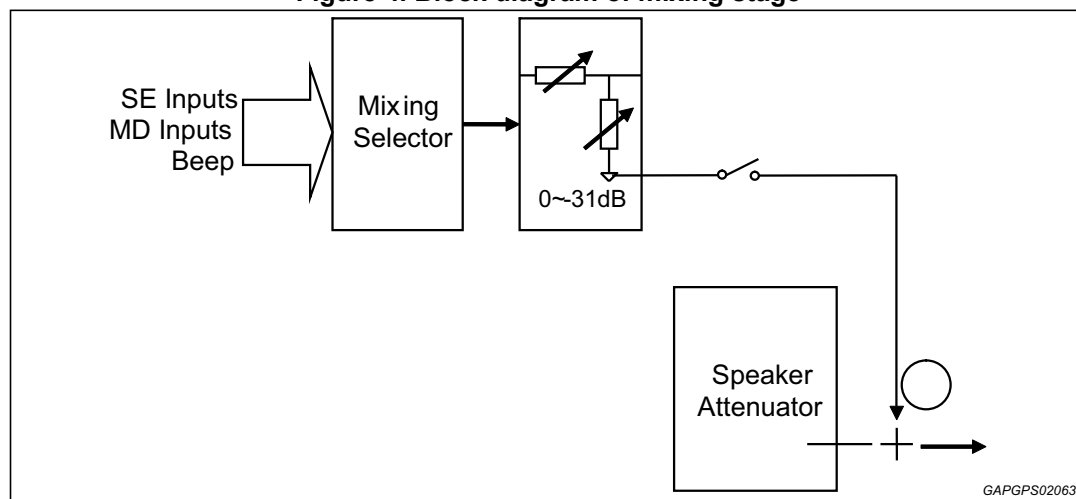 Figure 4. Block diagram of mixing stage
SE Inputs
MD Inputs
Beep
Mixing
Selector
0~-31dB
Speaker
Attenuator
GAPGPS02063